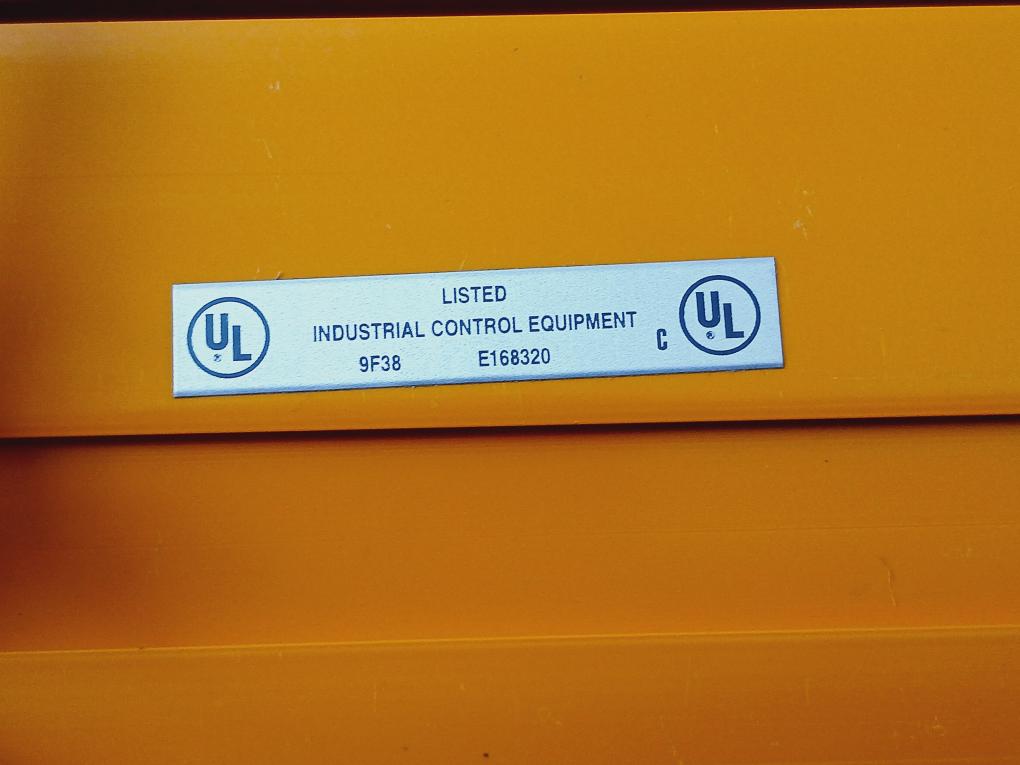 UL®
LISTED
INDUSTRIAL CONTROL EQUIPMENT
9F38 E168320
C UL®